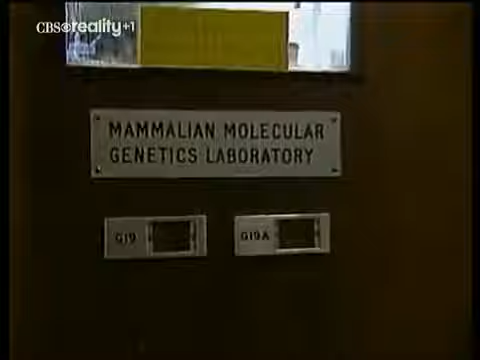 CBS reality +1
MAMMALIAN MOLECULAR
GENETICS LABORATORY
G19
G19A